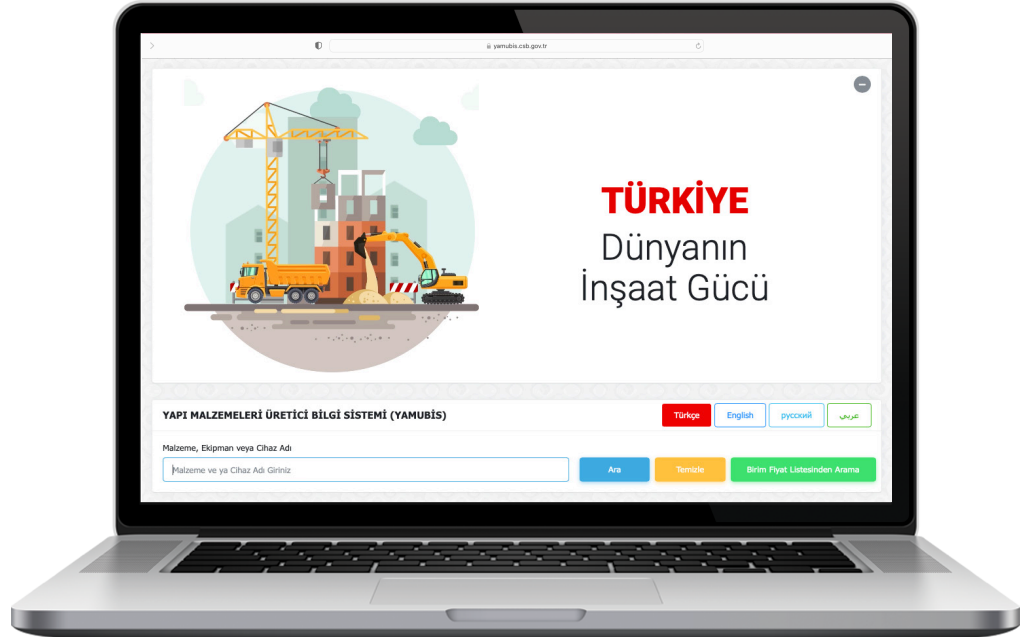 yamubis.csb.gov.tr
TÜRKİYE
Dünyanın
İnşaat Gücü
YAPI MALZEMELERİ ÜRETİCİ BİLGİ SİSTEMİ (YAMUBİS)
Türkçe
English
русский
عربي
Malzeme, Ekipman veya Cihaz Adı
Malzeme ve ya Cihaz Adı Giriniz
Ara
Temizle
Birim Fiyat Listesinden Arama